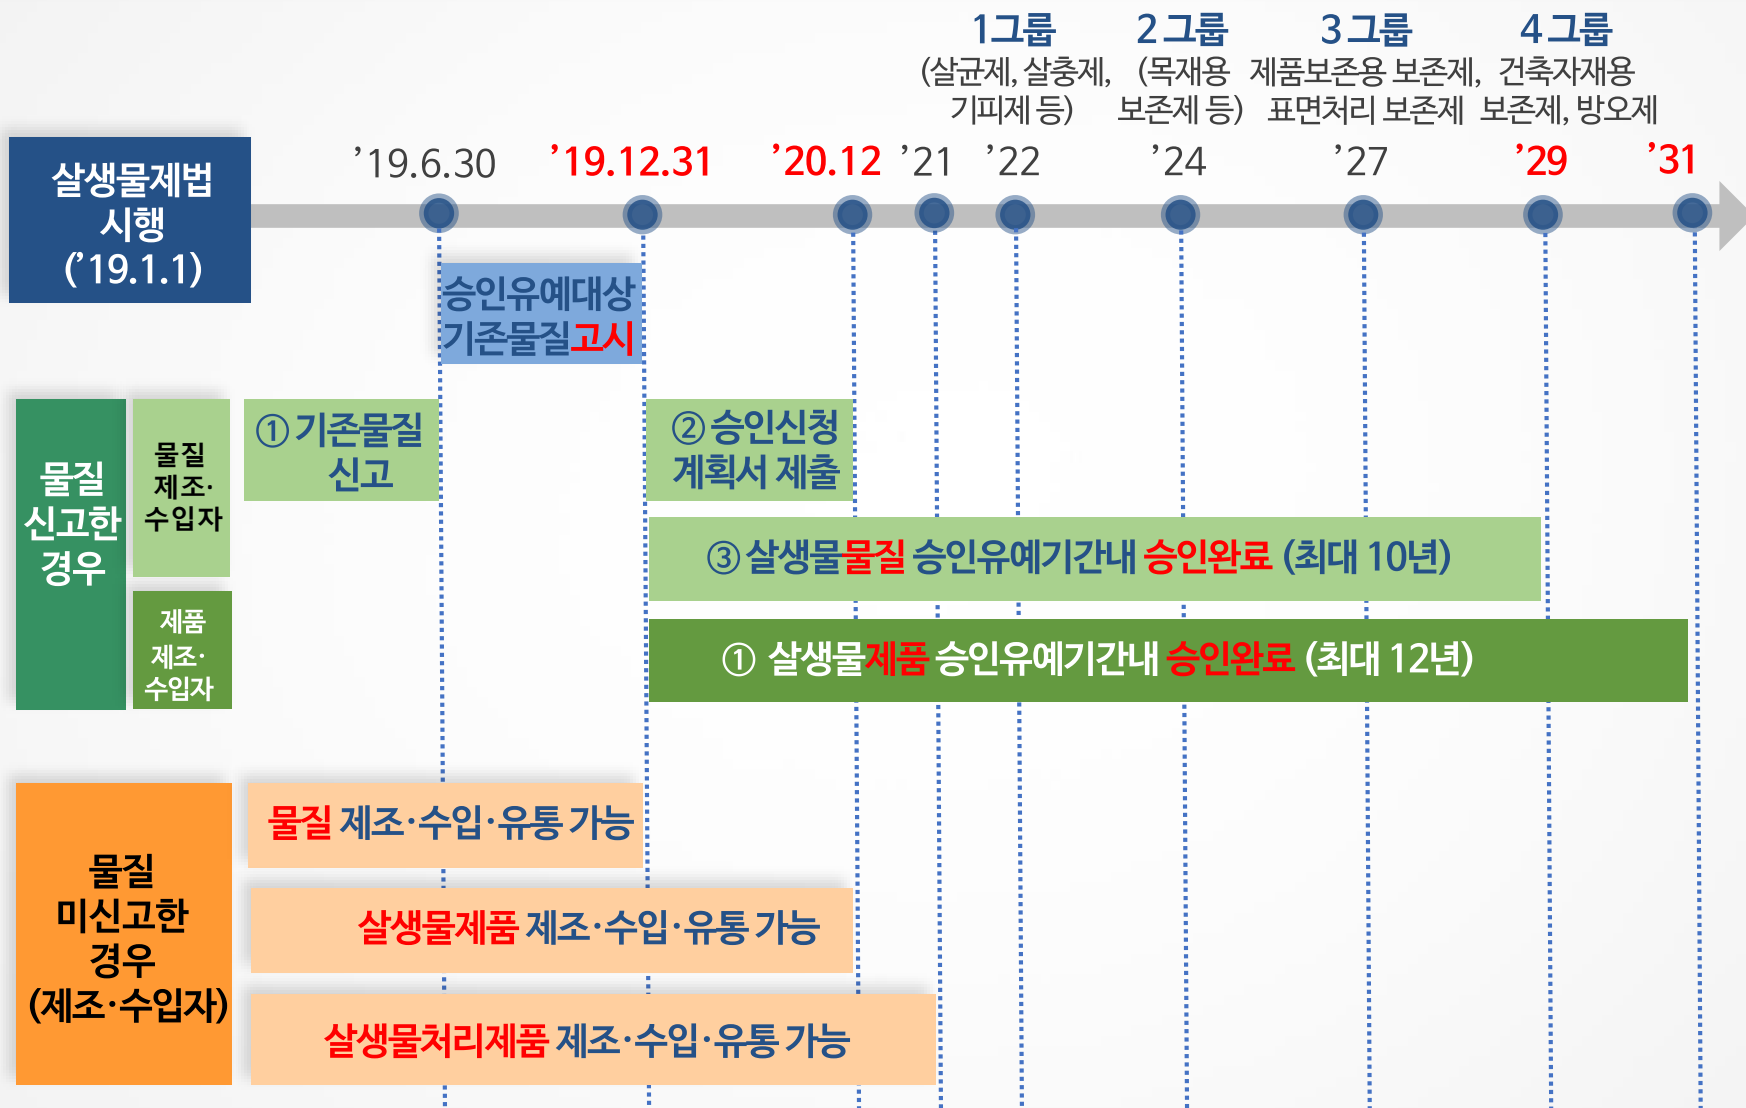 1그룹
(살균제, 살충제,
기피제 등)
2 그룹
(목재용
보존제 등)
3 그룹
제품보존용 보존제,
표면처리 보존제
4 그룹
건축자재용
보존제, 방오제
살생물제법
시행
(’19.1.1)
’19.6.30
’19.12.31
’20.12
’21
’22
’24
’27
’29
’31
승인유예대상
기존물질고시
물질
신고한
경우
물질
제조·
수입자
① 기존물질
신고
② 승인신청
계획서 제출
③ 살생물물질 승인유예기간내 승인완료 (최대 10년)
제품
제조·
수입자
① 살생물제품 승인유예기간내 승인완료 (최대 12년)
물질
미신고한
경우
(제조·수입자)
물질 제조·수입·유통 가능
살생물제품 제조·수입·유통 가능
살생물처리제품 제조·수입·유통 가능